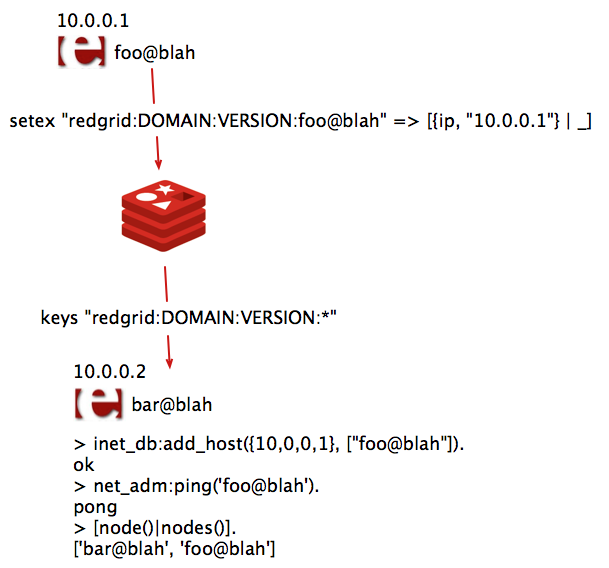 10.0.0.1
foo@blah
setex "redgrid:DOMAIN:VERSION:foo@blah" => [{ip, "10.0.0.1"} | _]
keys "redgrid:DOMAIN:VERSION:*"
10.0.0.2
bar@blah
> inet_db:add_host({10,0,0,1}, ["foo@blah"]).
ok
> net_adm:ping('foo@blah').
pong
> [node()|nodes()].
['bar@blah', 'foo@blah']